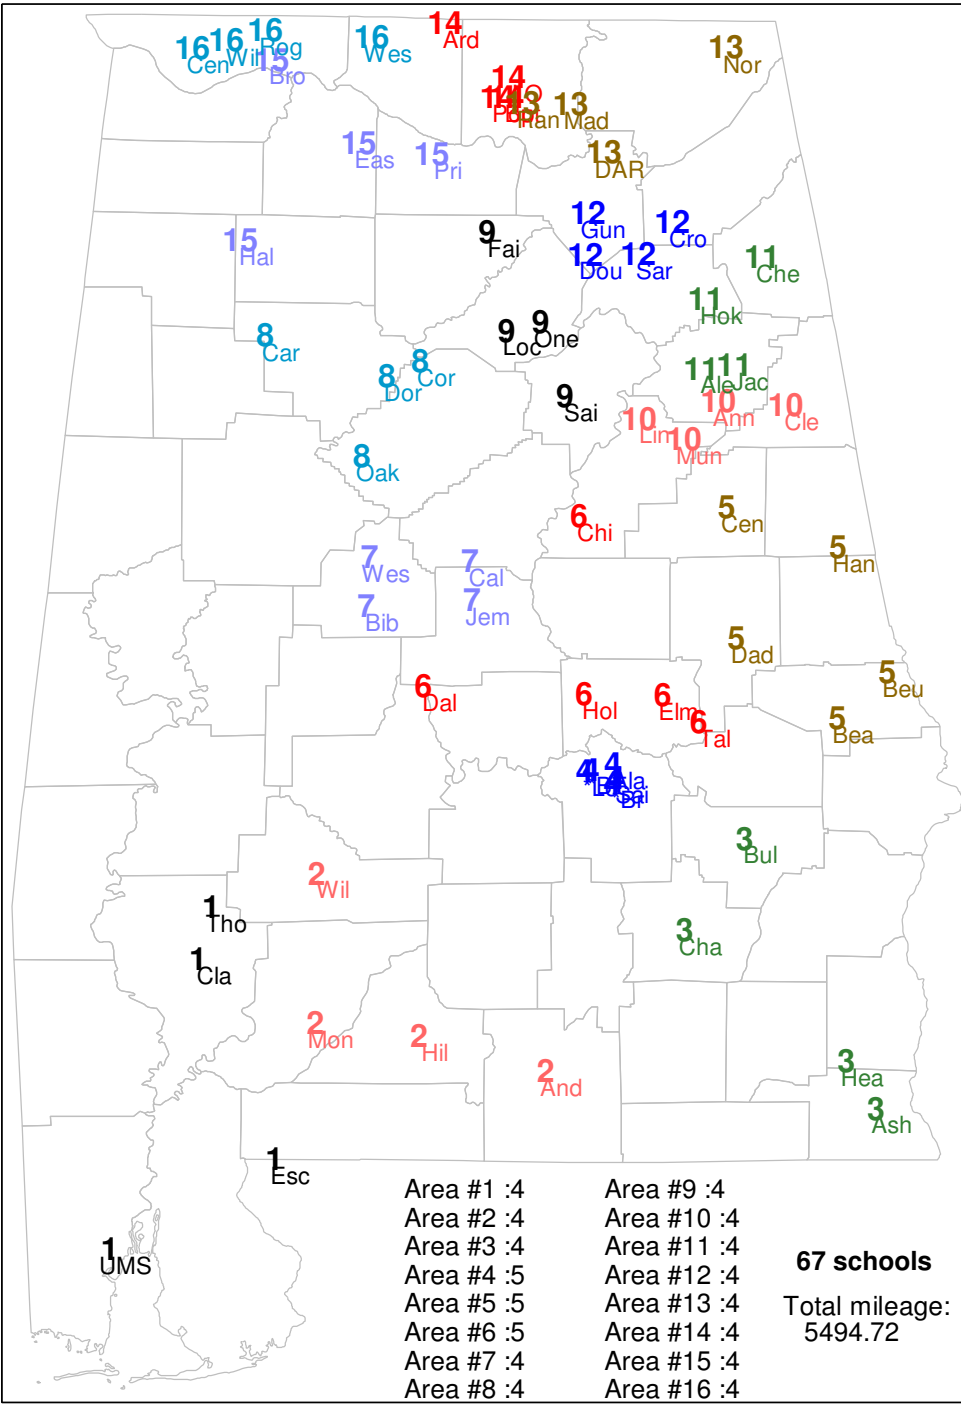 14
Ard
16
16
16
Rog
Wil
Cen
15
Bro
16
Wes
13
Nor
14
14
13
Han
13
Mad
15
Eas
15
Pri
13
DAR
12
Gun
12
Cro
9
Fai
15
Hal
12
Dou
12
Sar
11
Che
11
Hok
8
Car
9
Loc
9
One
8
Cor
8
Dor
11
Ale
11
Jac
9
Sai
10
Lin
10
Ann
10
Cle
10
Mun
8
Oak
6
Chi
5
Cen
5
Han
7
Wes
7
Cal
7
Bib
7
Jem
5
Dad
5
Beu
6
Dal
6
Hol
6
Elm
6
Tal
5
Bea
4
4
4
Sai
3
Bul
2
Wil
1
Tho
3
Cha
1
Cla
2
Mon
2
Hil
2
And
3
Hea
3
Ash
1
Esc
1
UMS
Area #1 :4
Area #2 :4
Area #3 :4
Area #4 :5
Area #5 :5
Area #6 :5
Area #7 :4
Area #8 :4
Area #9 :4
Area #10 :4
Area #11 :4
Area #12 :4
Area #13 :4
Area #14 :4
Area #15 :4
Area #16 :4
67 schools
Total mileage:
5494.72